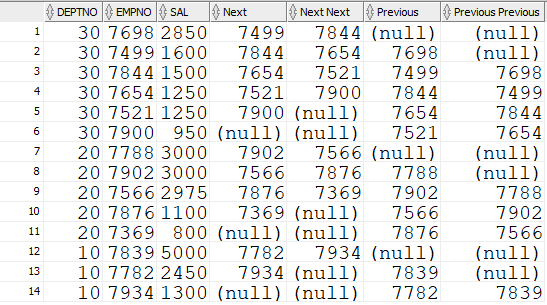 DEPTNO EMPNO SAL Next Next Next Previous Previous Previous
1 30 7698 2850 7499 7844 (null) (null)
2 30 7499 1600 7844 7654 7698 (null)
3 30 7844 1500 7654 7521 7499 7698
4 30 7654 1250 7521 7900 7844 7499
5 30 7521 1250 7900 (null) 7654 7844
6 30 7900 950 (null) (null) 7521 7654
7 20 7788 3000 7902 7566 (null) (null)
8 20 7902 3000 7566 7876 7788 (null)
9 20 7566 2975 7876 7369 7902 7788
10 20 7876 1100 7369 (null) 7566 7902
11 20 7369 800 (null) (null) 7876 7566
12 10 7839 5000 7782 7934 (null) (null)
13 10 7782 2450 7934 (null) 7839 (null)
14 10 7934 1300 (null) (null) 7782 7839